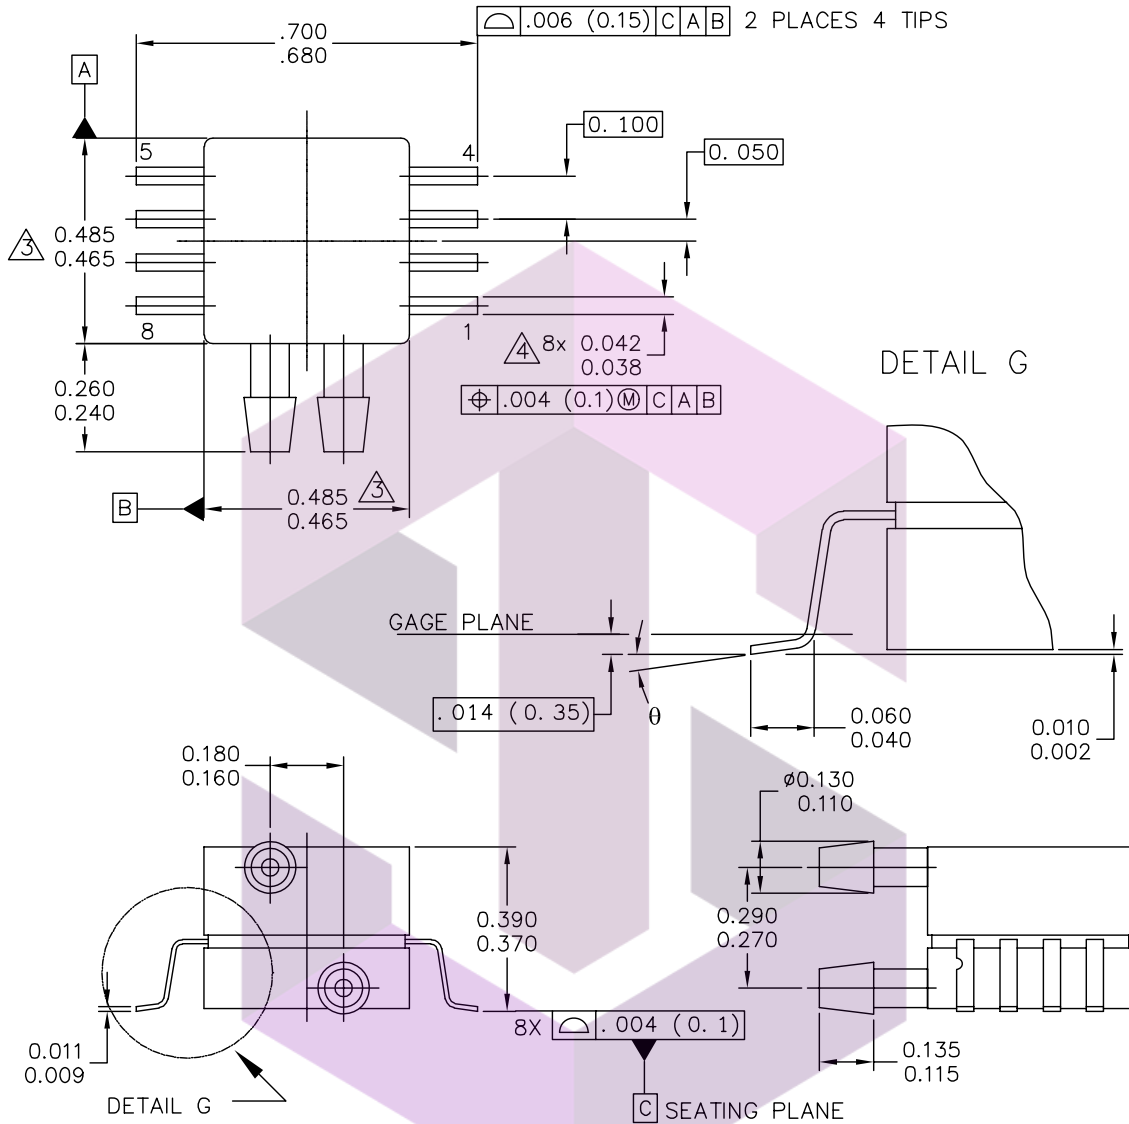 .006 (0.15) C A B 2 PLACES 4 TIPS
.700
.680
A
0.100
0.050
5
4
3
0.485
0.465
8
1
4 8x 0.042
0.038
.004 (0.1) Ⓜ C A B
0.260
0.240
B
0.485 3
0.465
DETAIL G
GAGE PLANE
.014 (0.35)
θ
0.060
0.040
0.010
0.002
0.180
0.160
ø0.130
0.110
0.390
0.370
0.290
0.270
8X .004 (0.1)
0.011
0.009
DETAIL G
C SEATING PLANE
0.135
0.115